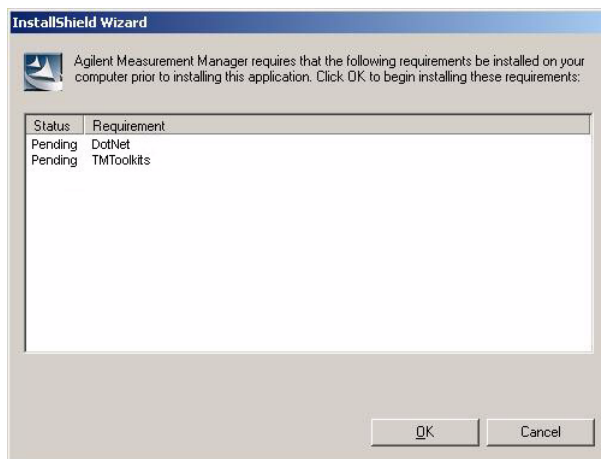 InstallShield Wizard
Agilent Measurement Manager requires that the following requirements be installed on your
computer prior to installing this application. Click OK to begin installing these requirements:
Status Requirement
Pending DotNet
Pending TMToolkits
OK Cancel